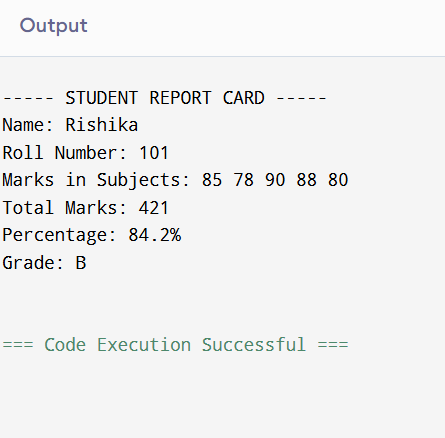 Output
----- STUDENT REPORT CARD -----
Name: Rishika
Roll Number: 101
Marks in Subjects: 85 78 90 88 80
Total Marks: 421
Percentage: 84.2%
Grade: B
=== Code Execution Successful ===